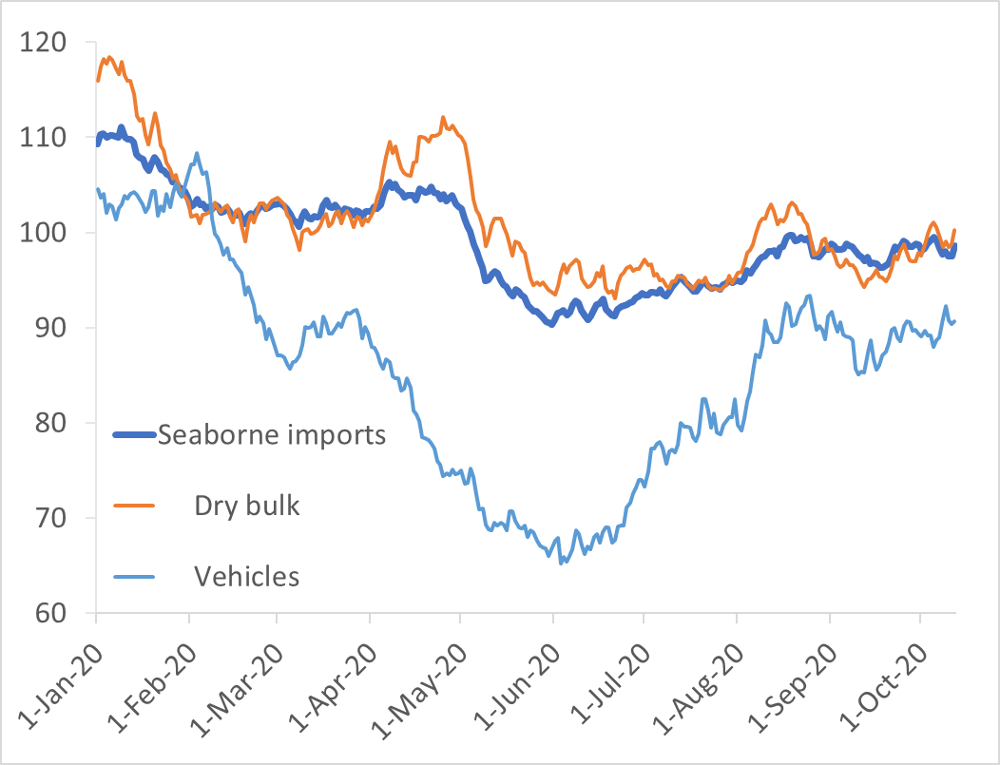 120
110
100
90
80
70
60
Seaborne imports
Dry bulk
Vehicles
1-Jan-20
1-Feb-20
1-Mar-20
1-Apr-20
1-May-20
1-Jun-20
1-Jul-20
1-Aug-20
1-Sep-20
1-Oct-20